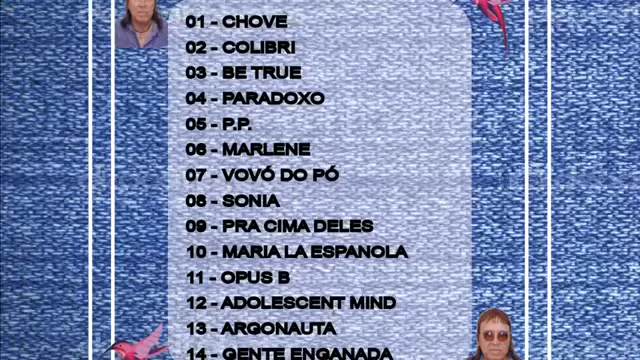 01 - CHOVE
02 - COLIBRI
03 - BE TRUE
04 - PARADOXO
05 - P.P.
06 - MARLENE
07 - VOVÓ DO PÓ
08 - SONIA
09 - PRA CIMA DELES
10 - MARIA LA ESPANOLA
11 - OPUS B
12 - ADOLESCENT MIND
13 - ARGONAUTA
14 - GENTE ENGANADA